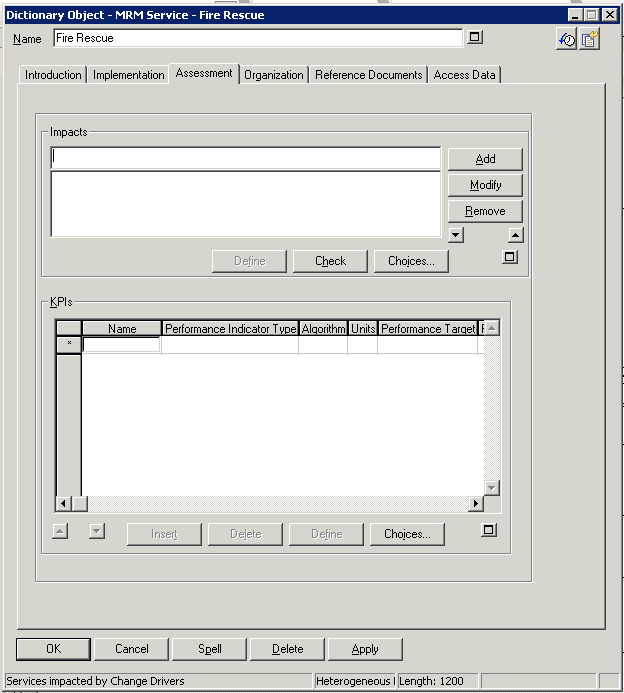 Dictionary Object - MRM Service - Fire Rescue
Name Fire Rescue
Introduction Implementation Assessment Organization Reference Documents Access Data
Impacts
Add
Modify
Remove
Define Check Choices...
KPIs
Name Performance Indicator Type Algorithm Units Performance Target
*
Insert Delete Define Choices...
OK Cancel Spell Delete Apply
Services impacted by Change Drivers Heterogeneous Length: 1200